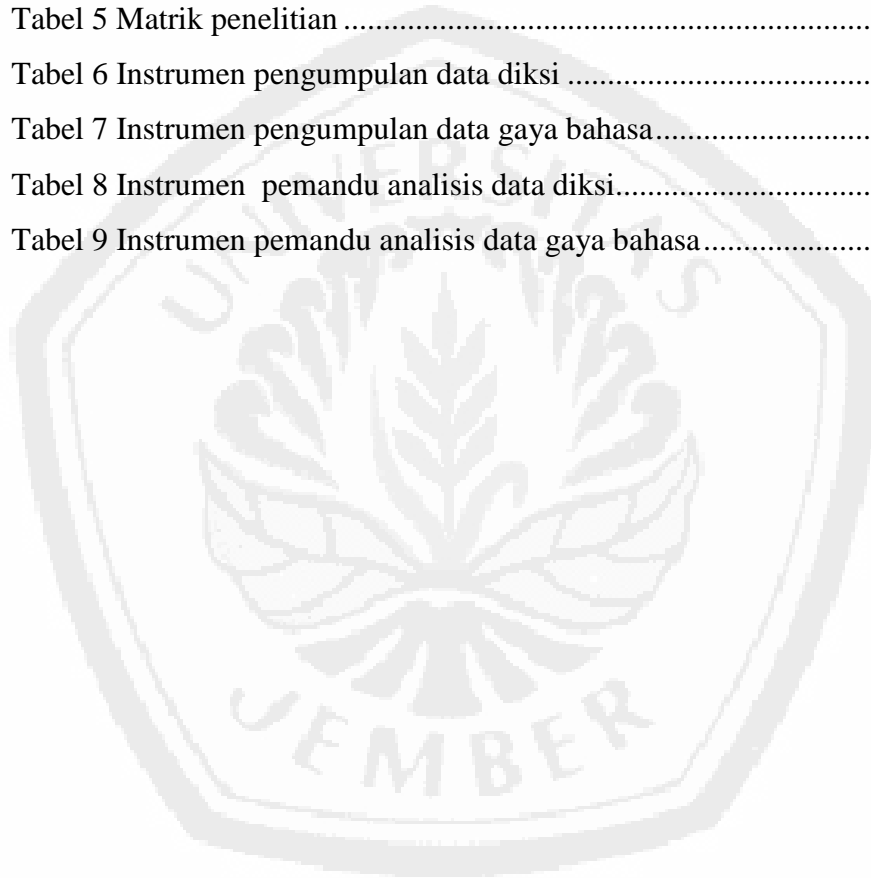 Tabel 5 Matrik penelitian ....................................................................
Tabel 6 Instrumen pengumpulan data diksi .......................................
Tabel 7 Instrumen pengumpulan data gaya bahasa............................
Tabel 8 Instrumen  pemandu analisis data diksi.................................
Tabel 9 Instrumen pemandu analisis data gaya bahasa......................
UNIVERSITAS
JEMBER